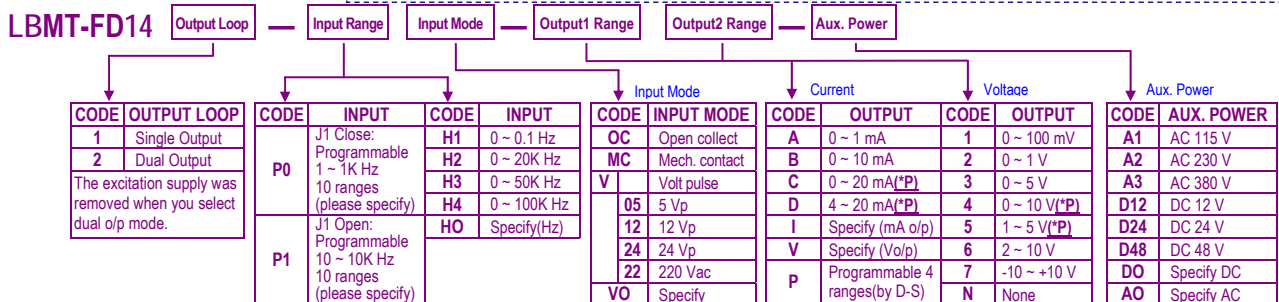 LBMT-FD14 Output Loop — Input Range Input Mode — Output1 Range Output2 Range — Aux. Power
Input Mode Current Voltage Aux. Power
CODE OUTPUT LOOP
1 Single Output
2 Dual Output
The excitation supply was
removed when you select
dual o/p mode.
CODE INPUT
P0
J1 Close:
Programmable
1 ~ 1K Hz
10 ranges
(please specify)
P1
J1 Open:
Programmable
10 ~ 10K Hz
10 ranges
(please specify)
CODE INPUT
H1 0 ~ 0.1 Hz
H2 0 ~ 20K Hz
H3 0 ~ 50K Hz
H4 0 ~ 100K Hz
HO Specify(Hz)
CODE INPUT MODE
OC Open collect
MC Mech. contact
V Volt pulse
05 5 Vp
12 12 Vp
24 24 Vp
22 220 Vac
VO Specify
CODE OUTPUT
A 0 ~ 1 mA
B 0 ~ 10 mA
C 0 ~ 20 mA(*P)
D 4 ~ 20 mA(*P)
I Specify (mA o/p)
V Specify (Vo/p)
P Programmable 4
ranges(by D-S)
CODE OUTPUT
1 0 ~ 100 mV
2 0 ~ 1 V
3 0 ~ 5 V
4 0 ~ 10 V(*P)
5 1 ~ 5 V(*P)
6 2 ~ 10 V
7 -10 ~ +10 V
N None
CODE AUX. POWER
A1 AC 115 V
A2 AC 230 V
A3 AC 380 V
D12 DC 12 V
D24 DC 24 V
D48 DC 48 V
DO Specify DC
AO Specify AC